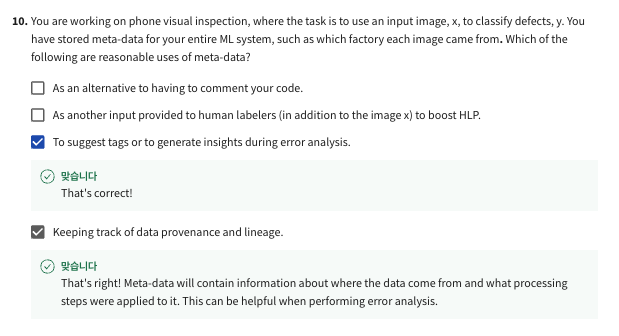 10. You are working on phone visual inspection, where the task is to use an input image, x, to classify defects, y. You
have stored meta-data for your entire ML system, such as which factory each image came from. Which of the
following are reasonable uses of meta-data?
As an alternative to having to comment your code.
As another input provided to human labelers (in addition to the image x) to boost HLP.
To suggest tags or to generate insights during error analysis.
맞습니다
That's correct!
Keeping track of data provenance and lineage.
맞습니다
That's right! Meta-data will contain information about where the data come from and what processing
steps were applied to it. This can be helpful when performing error analysis.